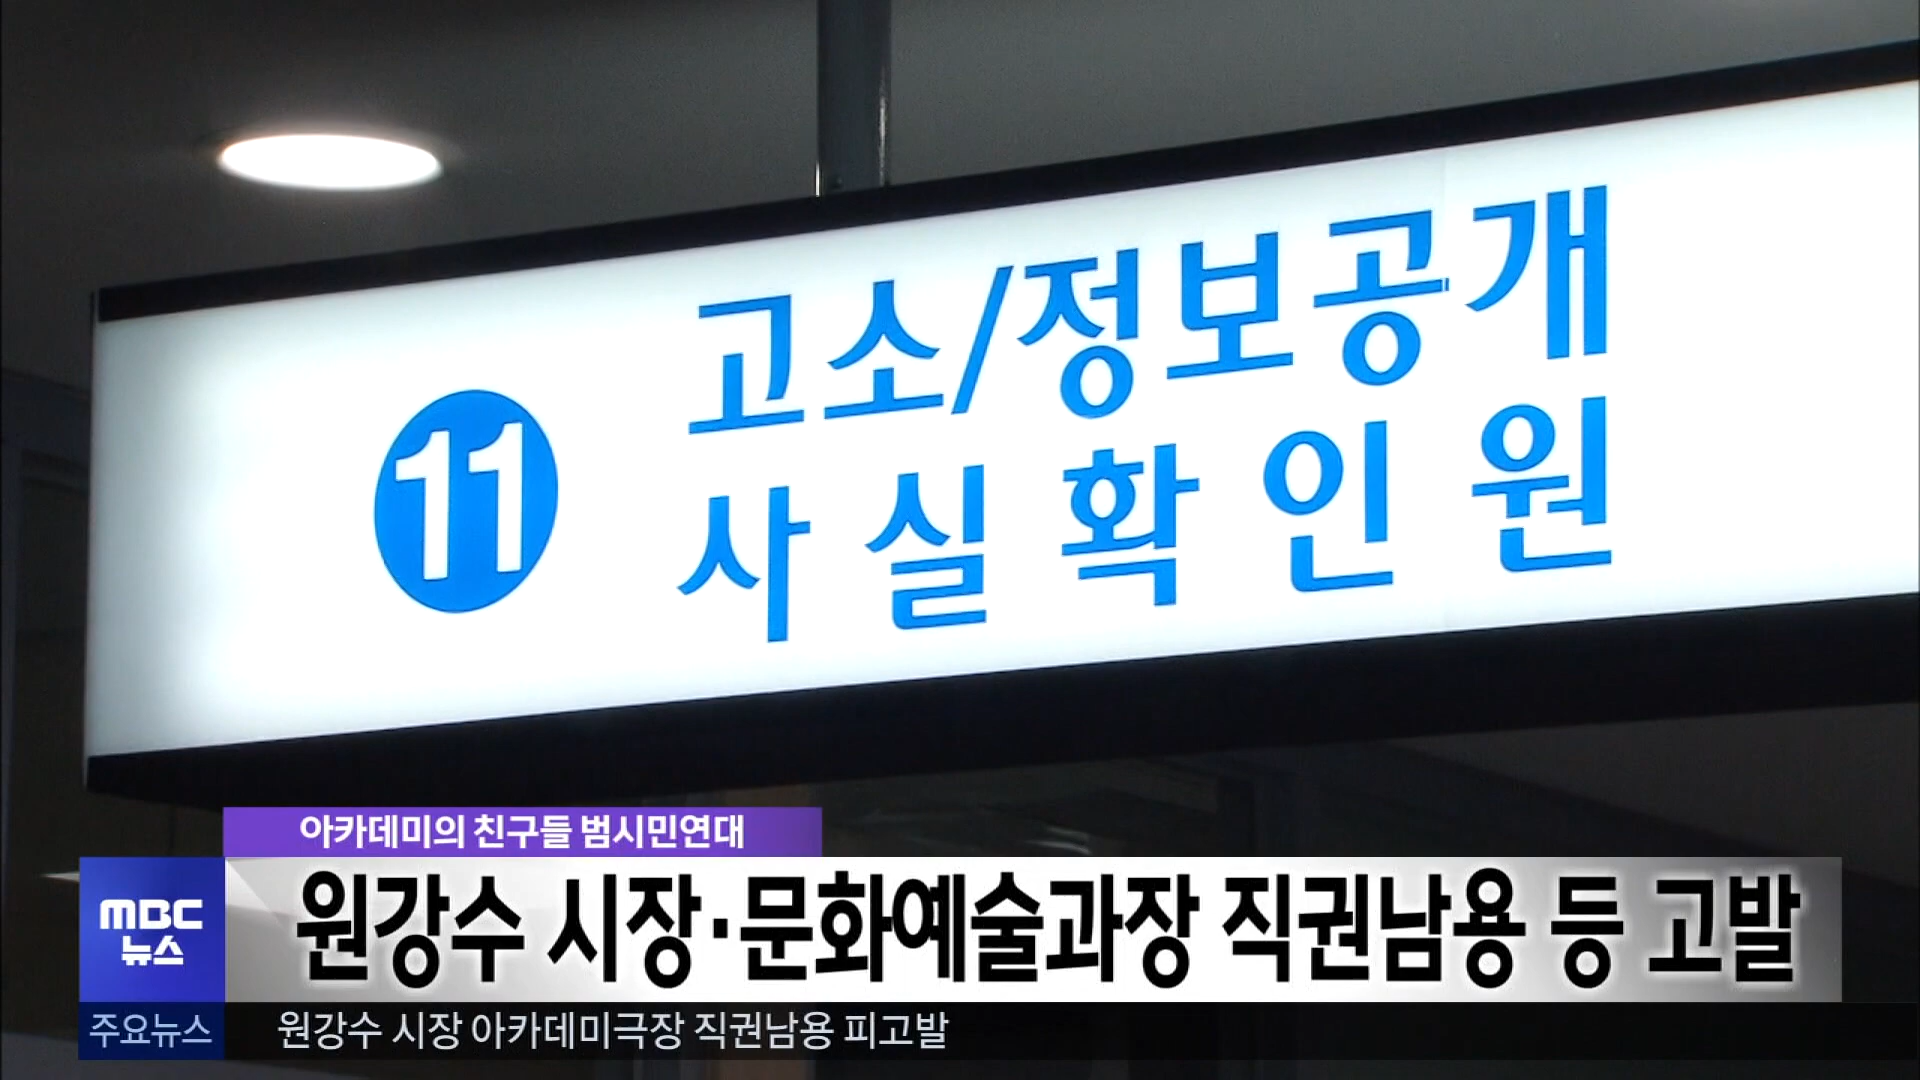 11
고소/정보공개
사실확인원
아카데미의 친구들 범시민연대
MBC
뉴스
원강수 시장·문화예술과장 직권남용 등 고발
주요뉴스
원강수 시장 아카데미극장 직권남용 피고발